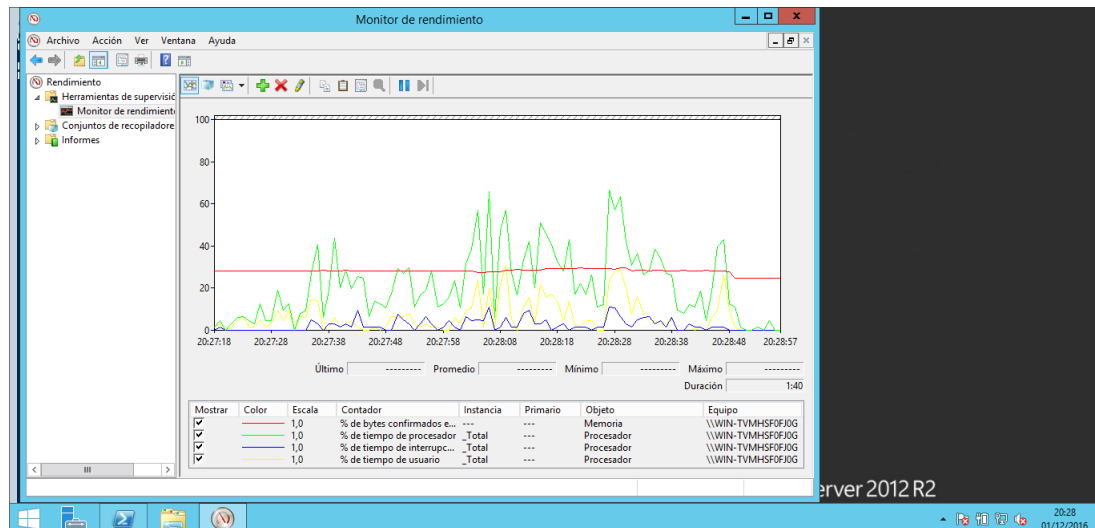 Monitor de rendimiento
Archivo Acción Ver Ventana Ayuda
Rendimiento
Herramientas de supervisió
Monitor de rendimiento
Conjuntos de recopiladore
Informes
100
80
60
40
20
0
20:27:18 20:27:28 20:27:38 20:27:48 20:27:58 20:28:08 20:28:18 20:28:28 20:28:38 20:28:48 20:28:57
Último --------- Promedio --------- Mínimo --------- Máximo ---------
Duración 1:40
Mostrar Color Escala Contador Instancia Primario Objeto Equipo
1,0 % de bytes confirmados e... --- --- Memoria \\WIN-TVMHSF0FJ0G
1,0 % de tiempo de procesador _Total --- Procesador \\WIN-TVMHSF0FJ0G
1,0 % de tiempo de interrupc... _Total --- Procesador \\WIN-TVMHSF0FJ0G
1,0 % de tiempo de usuario _Total --- Procesador \\WIN-TVMHSF0FJ0G
erver 2012 R2
20:28
01/12/2016